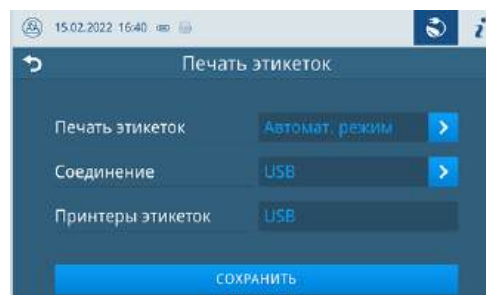 15.02.2022 16:40
i
Печать этикеток
Печать этикеток Автомат. режим
Соединение USB
Принтеры этикеток USB
СОХРАНИТЬ